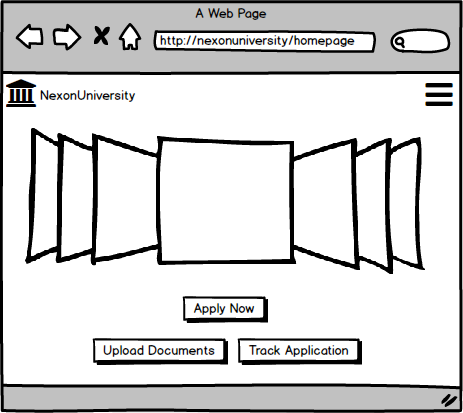 A Web Page
http://nexonuniversity/homepage
NexonUniversity
Apply Now
Upload Documents
Track Application